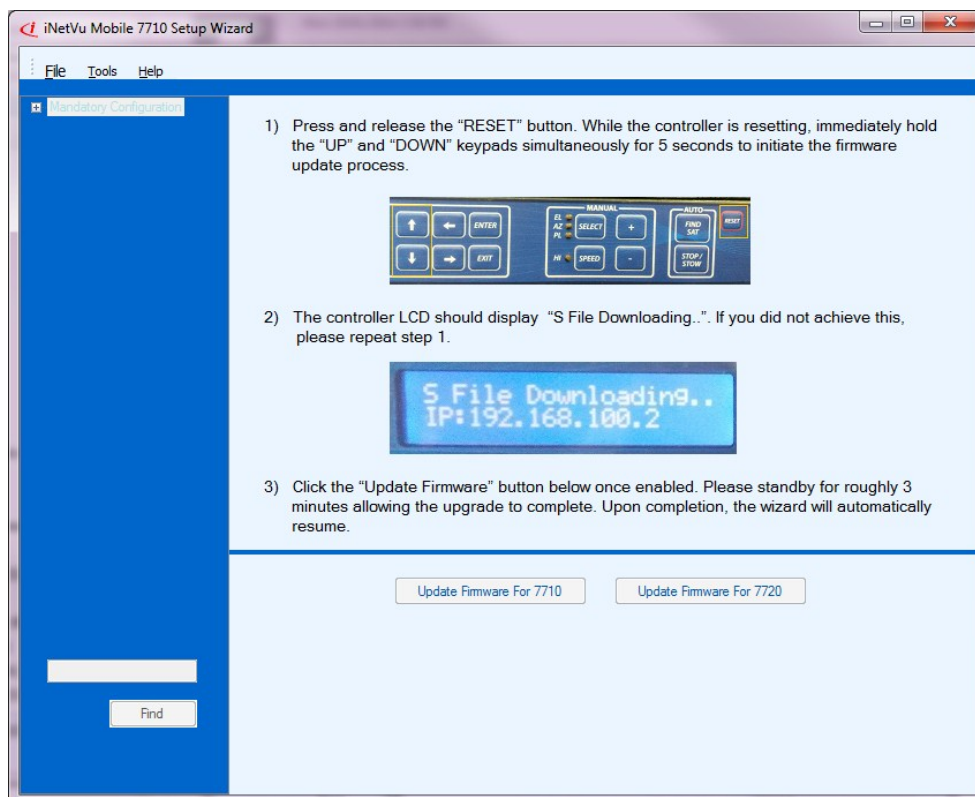 iNetVu Mobile 7710 Setup Wizard
File Tools Help
Mandatory Configuration
1) Press and release the “RESET” button. While the controller is resetting, immediately hold
the “UP” and “DOWN” keypads simultaneously for 5 seconds to initiate the firmware
update process.
MANUAL
AUTO
ENTER
EL
AZ
PL
SELECT
+
FIND
SAT
RESET
EXIT
HI
SPEED
-
STOP/
STOW
2) The controller LCD should display “S File Downloading..”. If you did not achieve this,
please repeat step 1.
S File Downloading..
IP:192.168.100.2
3) Click the “Update Firmware” button below once enabled. Please standby for roughly 3
minutes allowing the upgrade to complete. Upon completion, the wizard will automatically
resume.
Update Firmware For 7710
Update Firmware For 7720
Find